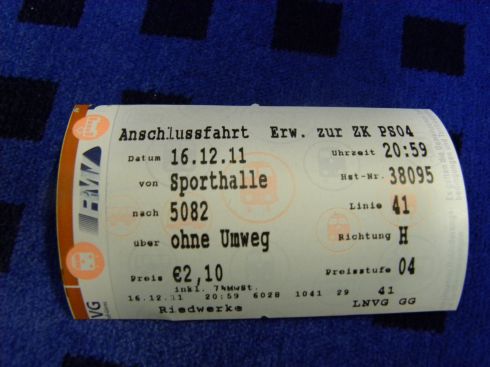 Anschlussfahrt Erw. zur ZK PS04
Datum 16.12.11 Uhrzeit 20:59
von Sporthalle Hst-Nr. 38095
nach 5082 Linie 41
über ohne Umweg Richtung H
Preis €2,10 Preisstufe 04
inkl. 7%MwSt.
16.12.11 20:59 6028 1041 29 41
Riedwerke LNVG GG
RMV
VG